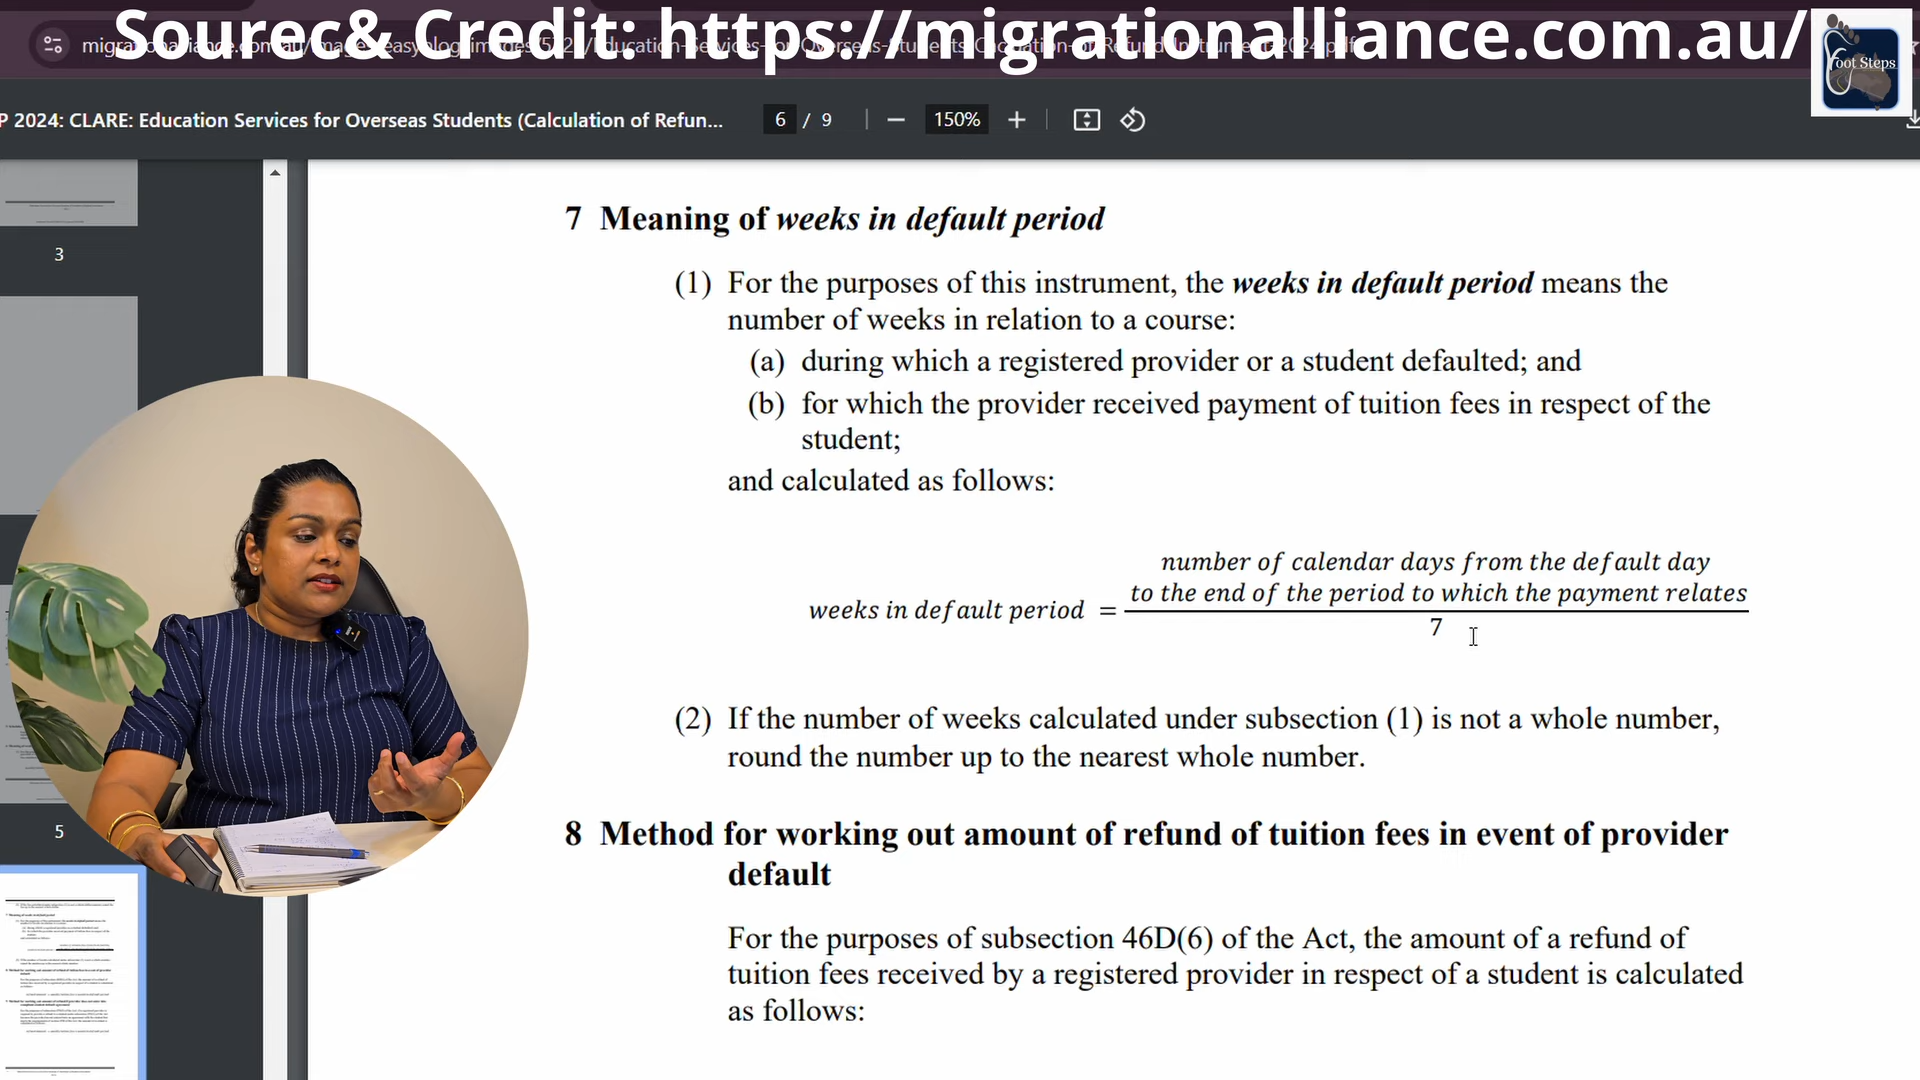 Sourec& Credit: https://migrationalliance.com.au/
Foot Steps
P 2024: CLARE: Education Services for Overseas Students (Calculation of Refun...
6 / 9
150%
3
5
7 Meaning of weeks in default period
(1) For the purposes of this instrument, the weeks in default period means the
number of weeks in relation to a course:
(a) during which a registered provider or a student defaulted; and
(b) for which the provider received payment of tuition fees in respect of the
student;
and calculated as follows:
number of calendar days from the default day
to the end of the period to which the payment relates
weeks in default period =
7
(2) If the number of weeks calculated under subsection (1) is not a whole number,
round the number up to the nearest whole number.
8 Method for working out amount of refund of tuition fees in event of provider
default
For the purposes of subsection 46D(6) of the Act, the amount of a refund of
tuition fees received by a registered provider in respect of a student is calculated
as follows: